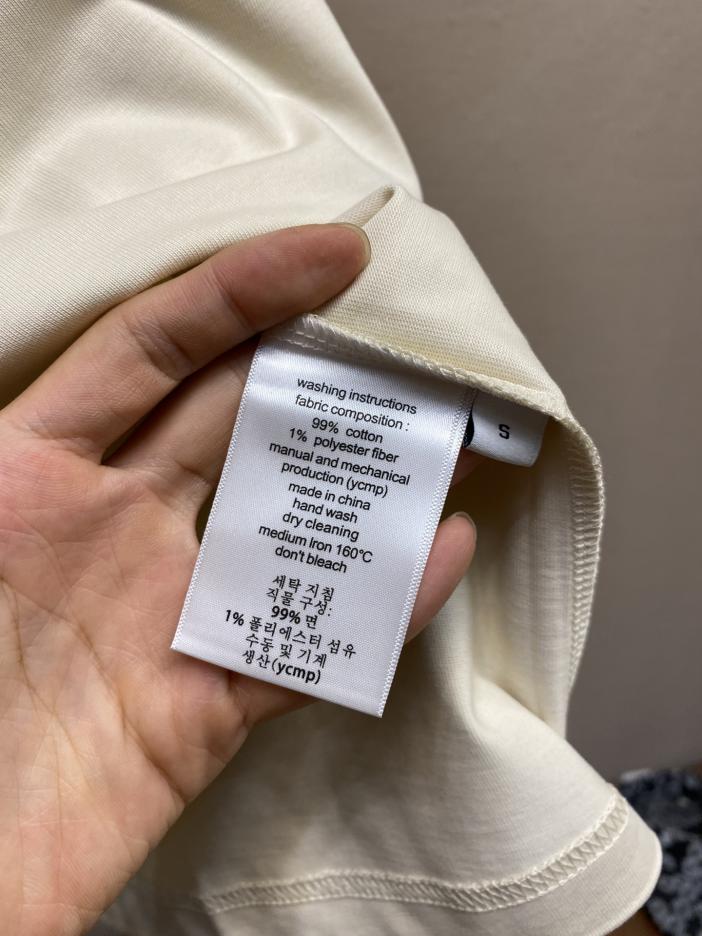 washing instructions
fabric composition :
99% cotton
1% polyester fiber
manual and mechanical
production (ycmp)
made in china
hand wash
dry cleaning
medium Iron 160℃
don't bleach
세탁 지침
직물 구성:
99% 면
1% 폴리에스터 섬유
수동 및 기계
생산(ycmp)
S